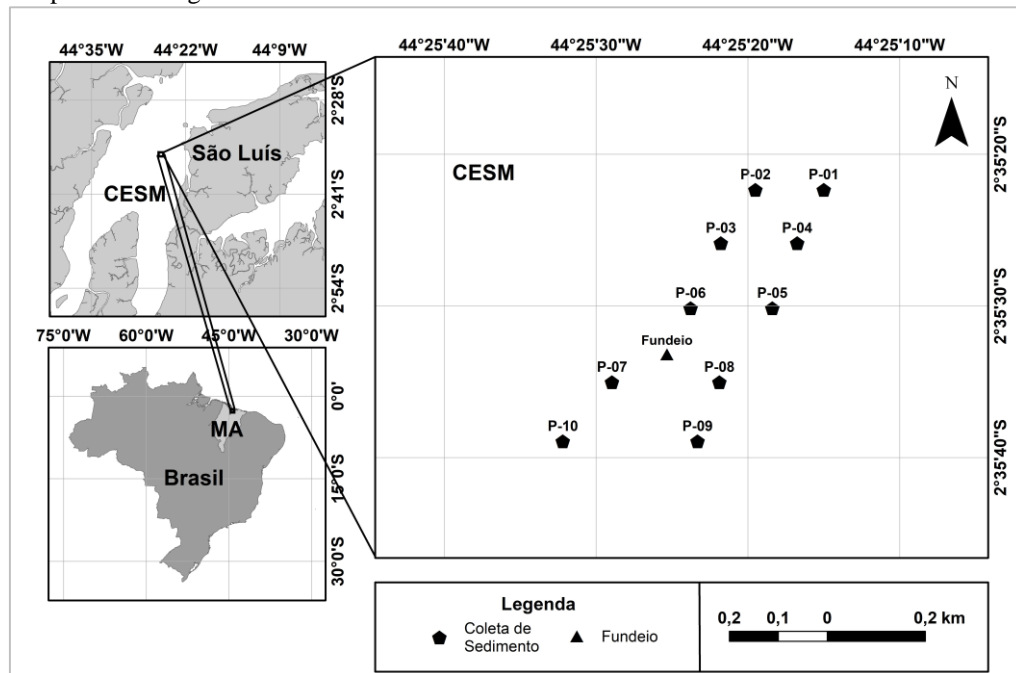 44°35'W 44°22'W 44°9'W
2°28'S
2°41'S
2°54'S
São Luís
CESM
75°0'W 60°0'W 45°0'W 30°0'W
0°0'
15°0'S
30°0'S
MA
Brasil
44°25'40"W 44°25'30"W 44°25'20"W 44°25'10"W
2°35'20"S
2°35'30"S
2°35'40"S
N
CESM
P-02 P-01
P-03 P-04
P-06 P-05
Fundeio
P-07 P-08
P-10 P-09
Legenda
Coleta de
Sedimento
Fundeio
0,2 0,1 0 0,2 km